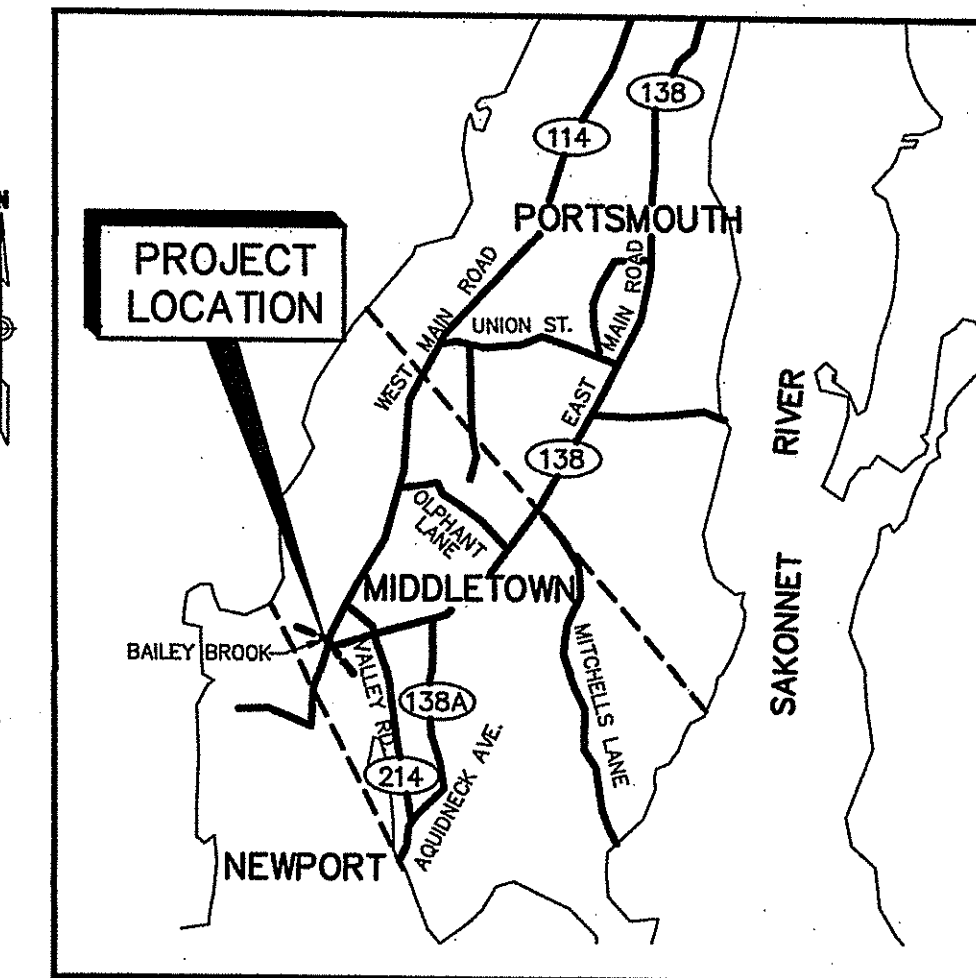 N
138
114
PORTSMOUTH
PROJECT
LOCATION
WEST MAIN ROAD
UNION ST.
EAST MAIN ROAD
SAKONNET RIVER
138
OLPHANT
LANE
MIDDLETOWN
BAILEY BROOK
VALLEY RD.
MITCHELLS LANE
138A
214
AQUIDNECK AVE.
NEWPORT